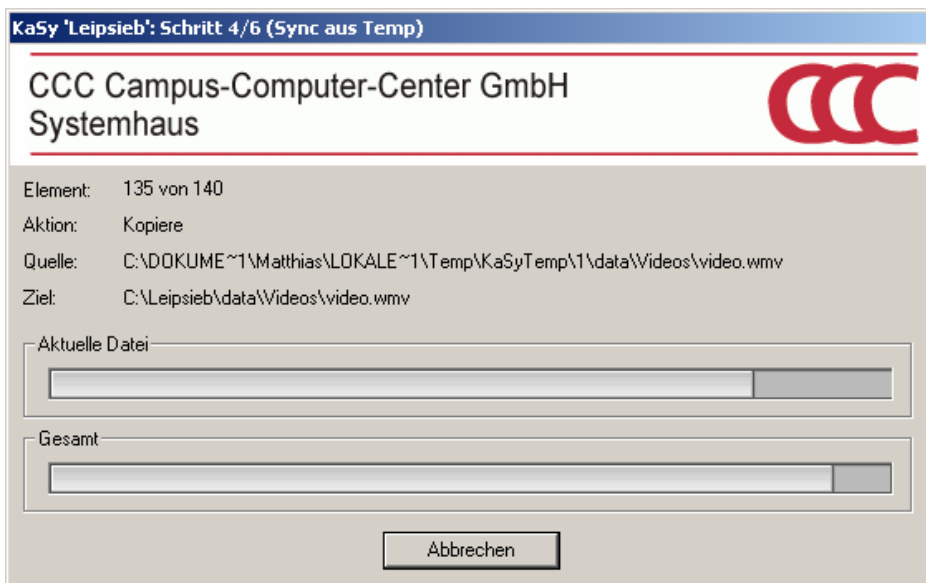 KaSy 'Leipsieb': Schritt 4/6 (Sync aus Temp)
CCC Campus-Computer-Center GmbH
Systemhaus
CCC
Element: 135 von 140
Aktion: Kopiere
Quelle: C:\DOKUME~1\Matthias\LOKALE~1\Temp\KaSyTemp\1\data\Videos\video.wmv
Ziel: C:\Leipsieb\data\Videos\video.wmv
Aktuelle Datei
Gesamt
Abbrechen